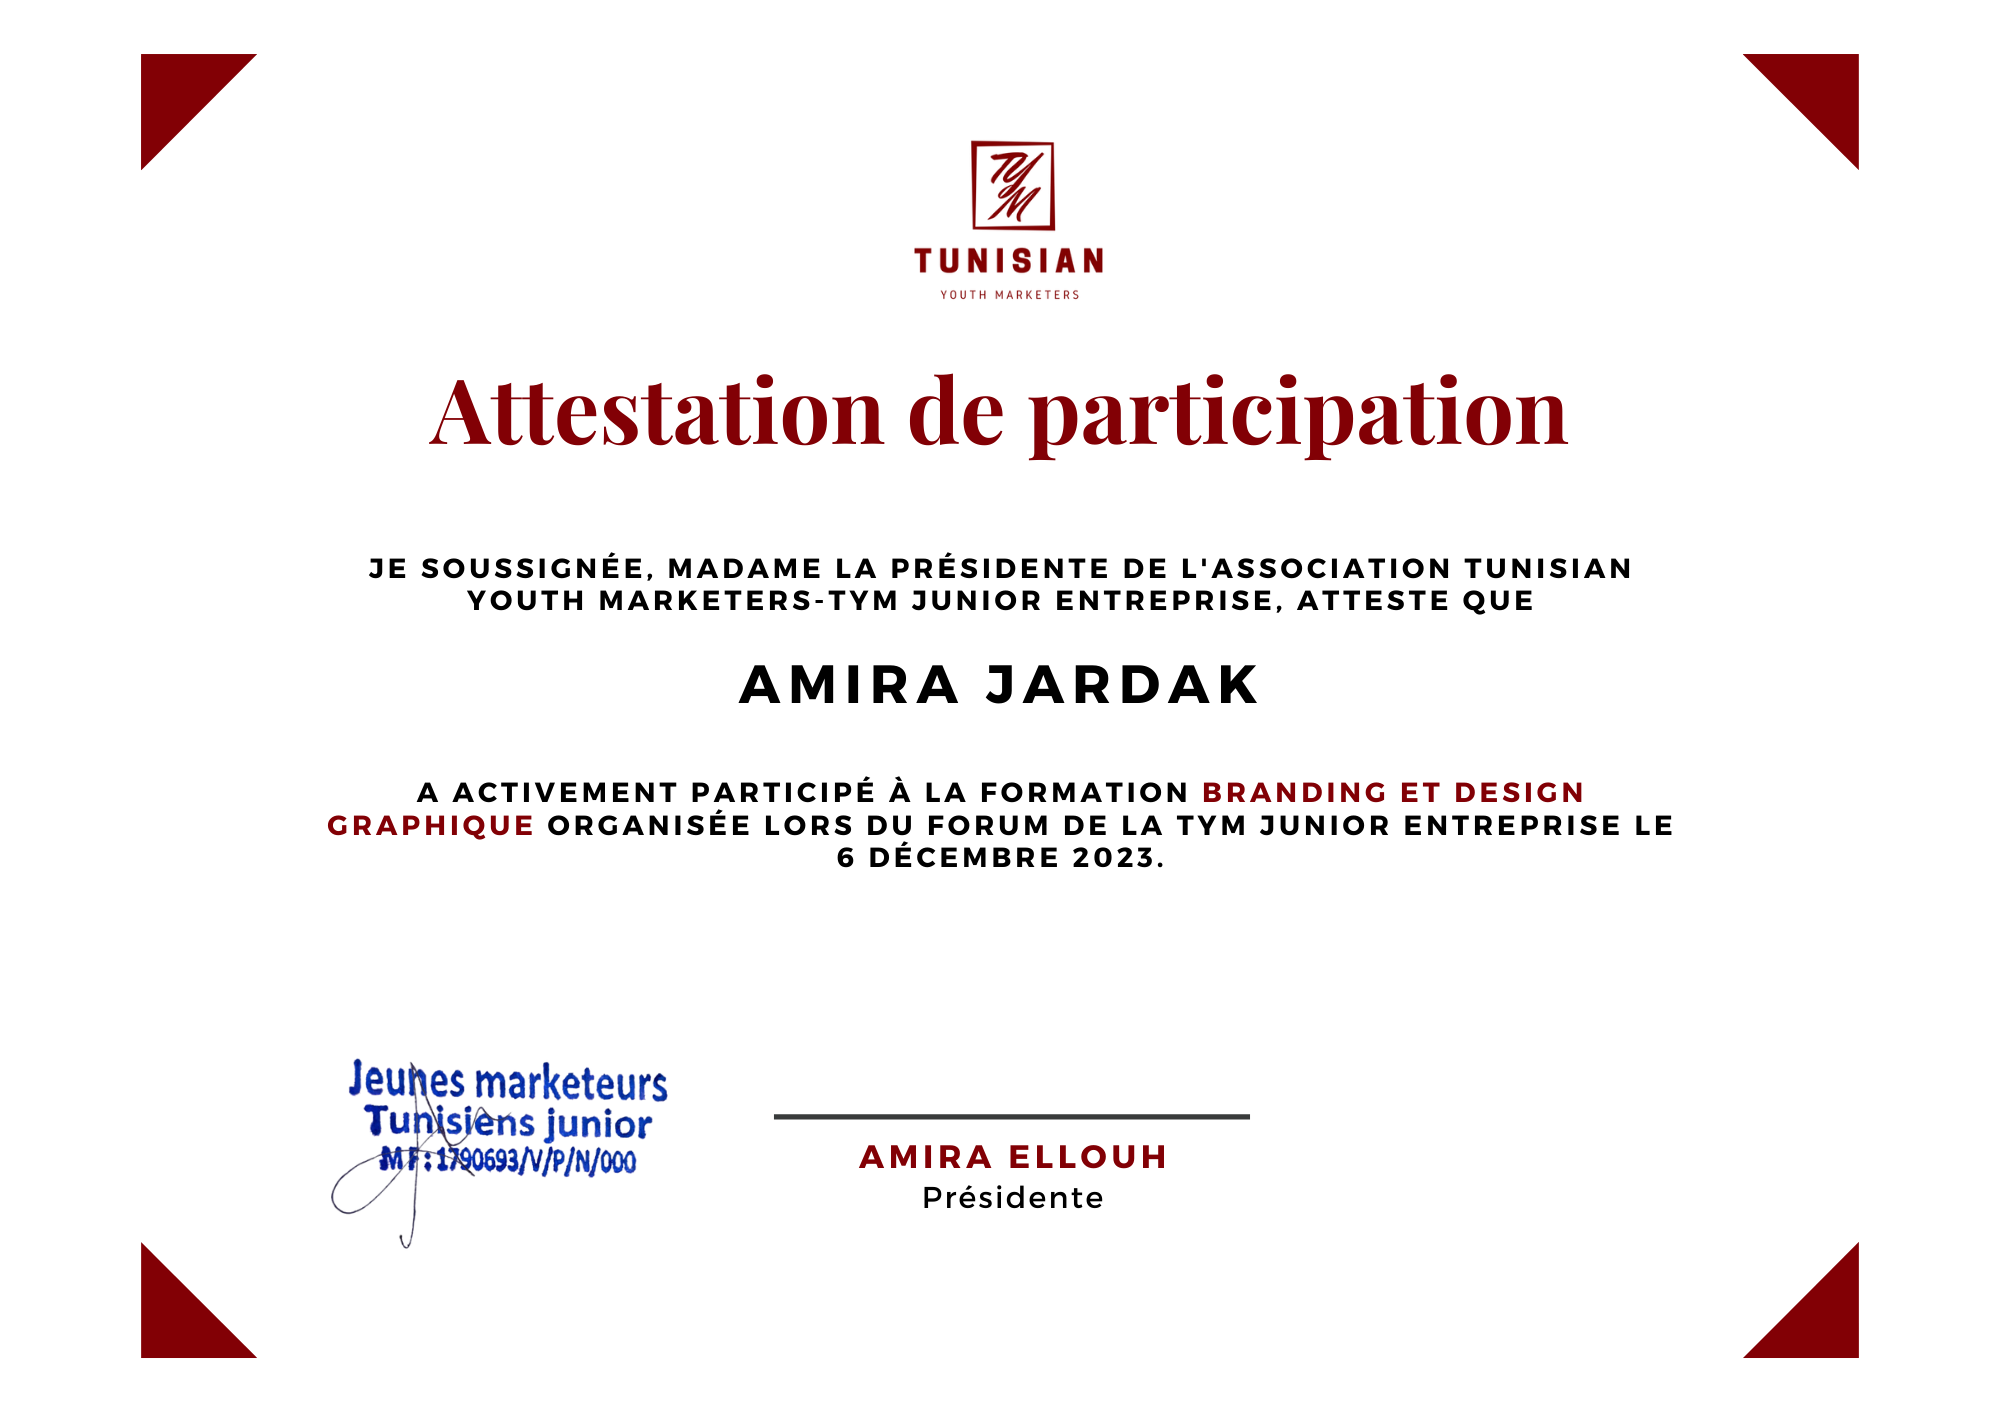 TYM
TUNISIAN
YOUTH MARKETERS
Attestation de participation
JE SOUSSIGNÉE, MADAME LA PRÉSIDENTE DE L'ASSOCIATION TUNISIAN
YOUTH MARKETERS-TYM JUNIOR ENTREPRISE, ATTESTE QUE
AMIRA JARDAK
A ACTIVEMENT PARTICIPÉ À LA FORMATION BRANDING ET DESIGN
GRAPHIQUE ORGANISÉE LORS DU FORUM DE LA TYM JUNIOR ENTREPRISE LE
6 DÉCEMBRE 2023.
Jeunes marketeurs
Tunisiens junior
MF:1790693/V/P/N/000
AMIRA ELLOUH
Présidente